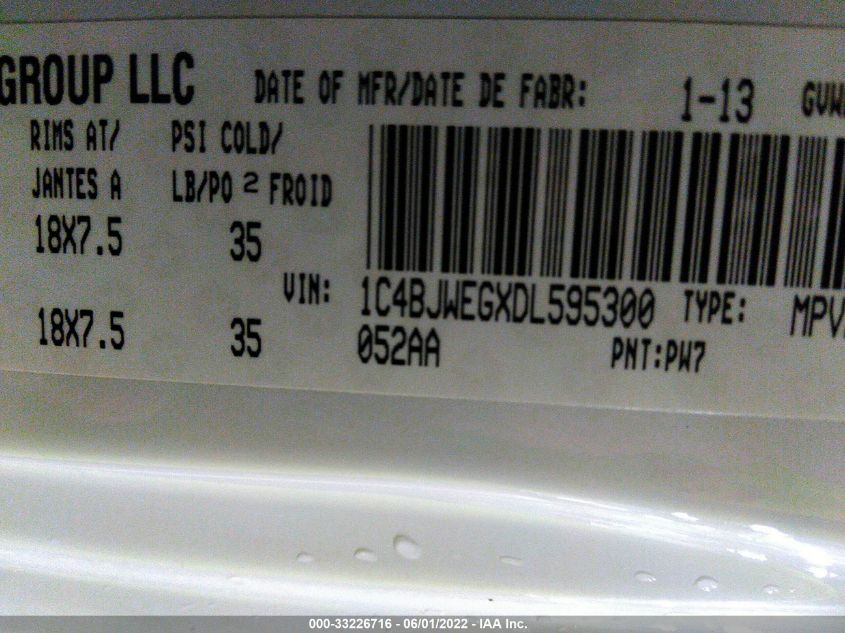 GROUP LLC DATE OF MFR/DATE DE FABR: 1-13
RIMS AT/ PSI COLD/
JANTES A LB/PO 2 FROID
18X7.5 35
VIN: 1C4BJWEGXDL595300 TYPE: MPV
18X7.5 35 052AA PNT:PW7
000-33226716 - 06/01/2022 - IAA Inc.